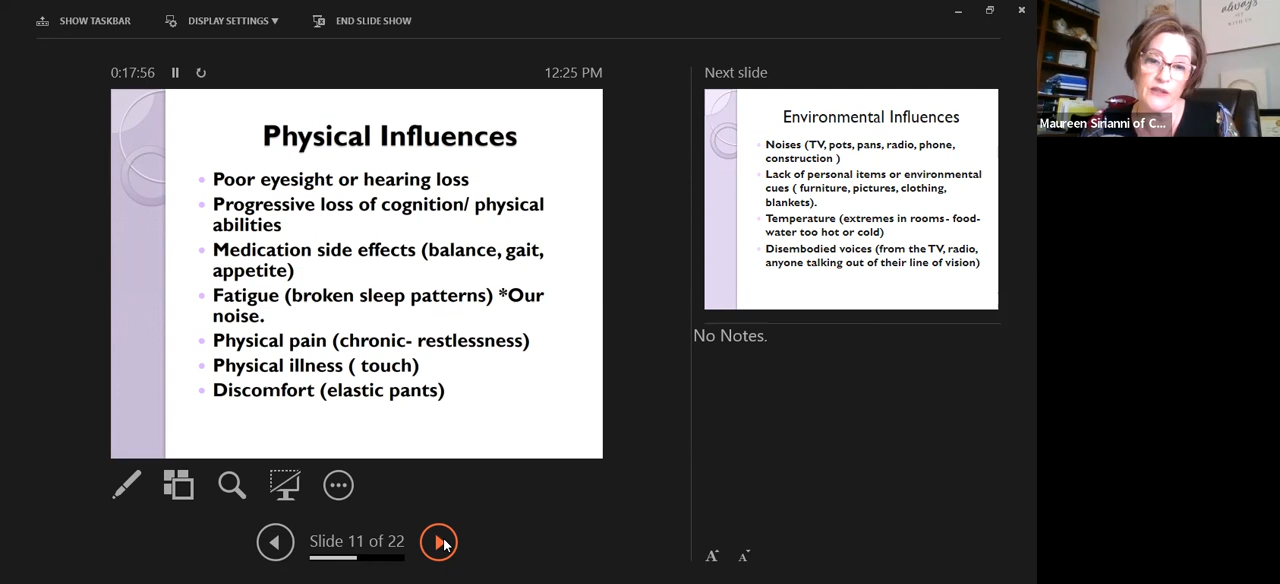 SHOW TASKBAR
DISPLAY SETTINGS ▾
END SLIDE SHOW
0:17:56
12:25 PM
Physical Influences
Poor eyesight or hearing loss
Progressive loss of cognition/ physical
abilities
Medication side effects (balance, gait,
appetite)
Fatigue (broken sleep patterns) *Our
noise.
Physical pain (chronic- restlessness)
Physical illness ( touch)
Discomfort (elastic pants)
Slide 11 of 22
Next slide
Environmental Influences
Noises (TV, pots, pans, radio, phone,
construction )
Lack of personal items or environmental
cues ( furniture, pictures, clothing,
blankets).
Temperature (extremes in rooms- food-
water too hot or cold)
Disembodied voices (from the TV, radio,
anyone talking out of their line of vision)
No Notes.
A A
always
Maureen Sirianni of C...